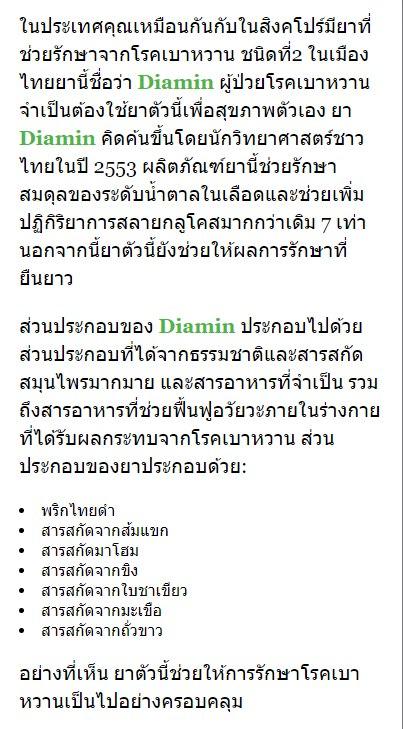 ในประเทศคุณเหมือนกันกับในสิงคโปร์มียาที่
ช่วยรักษาจากโรคเบาหวาน ชนิดที่2 ในเมือง
ไทยยานี้ชื่อว่า Diamin ผู้ป่วยโรคเบาหวาน
จำเป็นต้องใช้ยาตัวนี้เพื่อสุขภาพตัวเอง ยา
Diamin คิดค้นขึ้นโดยนักวิทยาศาสตร์ชาว
ไทยในปี 2553 ผลิตภัณฑ์ยานี้ช่วยรักษา
สมดุลของระดับน้ำตาลในเลือดและช่วยเพิ่ม
ปฏิกิริยาการสลายกลูโคสมากกว่าเดิม 7 เท่า
นอกจากนี้ยาตัวนี้ยังช่วยให้ผลการรักษาที่
ยืนยาว
ส่วนประกอบของ Diamin ประกอบไปด้วย
ส่วนประกอบที่ได้จากธรรมชาติและสารสกัด
สมุนไพรมากมาย และสารอาหารที่จำเป็น รวม
ถึงสารอาหารที่ช่วยฟื้นฟูอวัยวะภายในร่างกาย
ที่ได้รับผลกระทบจากโรคเบาหวาน ส่วน
ประกอบของยาประกอบด้วย:
• พริกไทยดำ
• สารสกัดจากส้มแขก
• สารสกัดมาโฮม
• สารสกัดจากขิง
• สารสกัดจากใบชาเขียว
• สารสกัดจากมะเขือ
• สารสกัดจากถั่วขาว
อย่างที่เห็น ยาตัวนี้ช่วยให้การรักษาโรคเบา
หวานเป็นไปอย่างครอบคลุม